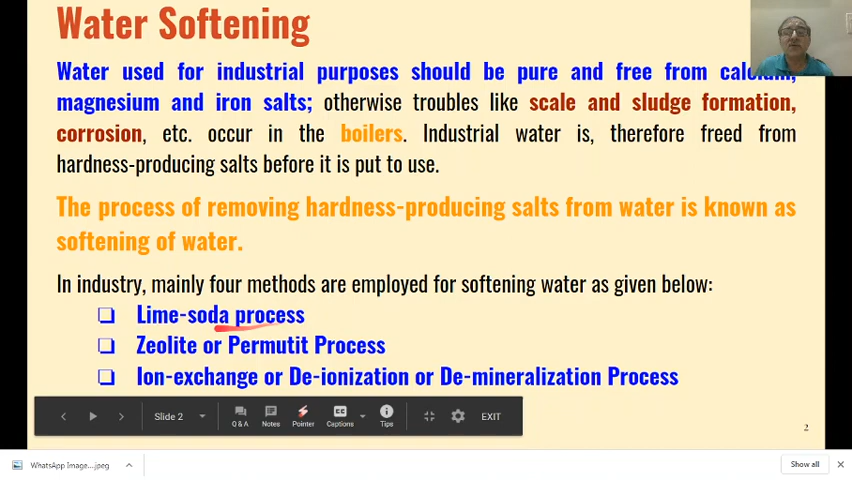 Water Softening
Water used for industrial purposes should be pure and free from calcium,
magnesium and iron salts; otherwise troubles like scale and sludge formation,
corrosion, etc. occur in the boilers. Industrial water is, therefore freed from
hardness-producing salts before it is put to use.
The process of removing hardness-producing salts from water is known as
softening of water.
In industry, mainly four methods are employed for softening water as given below:
Lime-soda process
Zeolite or Permutit Process
Ion-exchange or De-ionization or De-mineralization Process
Slide 2
Q & A
Notes
Pointer
CC
Captions
Tips
EXIT
2
WhatsApp Image....jpeg
Show all